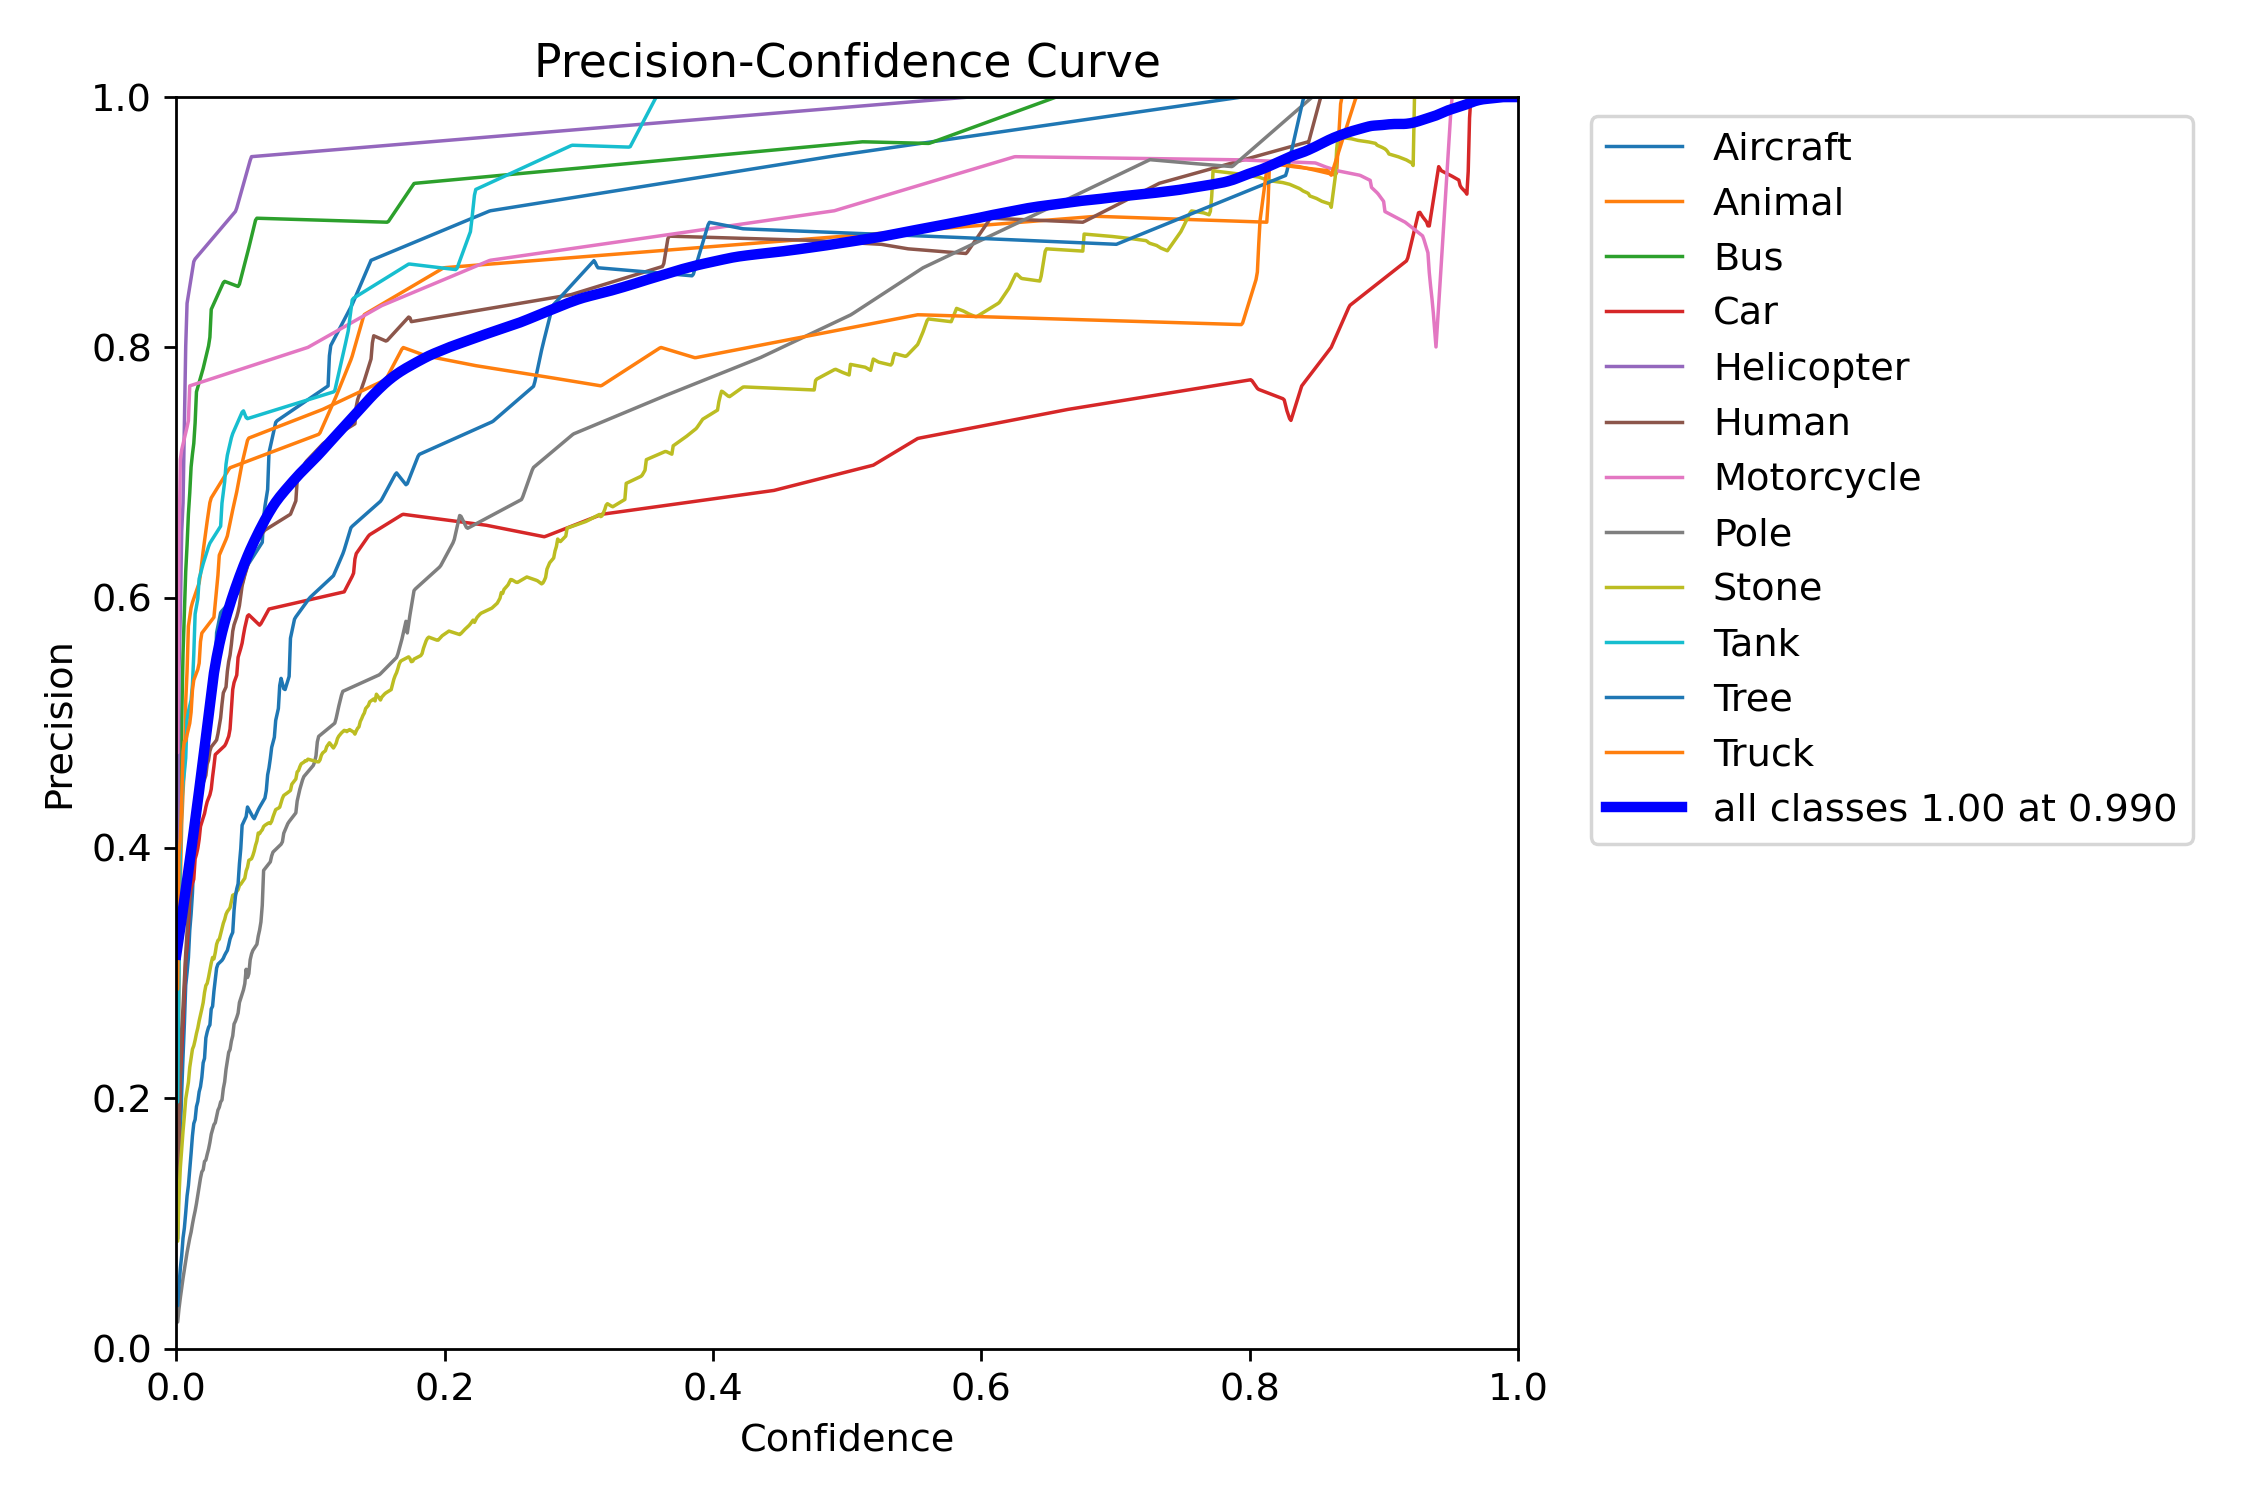 Precision-Confidence Curve
1.0
0.8
0.6
0.4
0.2
0.0
Precision
0.0 0.2 0.4 0.6 0.8 1.0
Confidence
Aircraft
Animal
Bus
Car
Helicopter
Human
Motorcycle
Pole
Stone
Tank
Tree
Truck
all classes 1.00 at 0.990